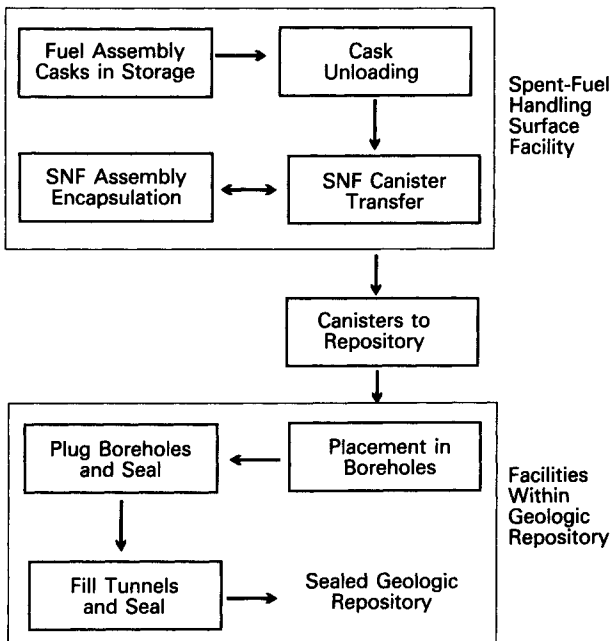 Fuel Assembly
Casks in Storage
Cask
Unloading
Spent-Fuel
Handling
Surface
Facility
SNF Assembly
Encapsulation
SNF Canister
Transfer
Canisters to
Repository
Plug Boreholes
and Seal
Placement in
Boreholes
Facilities
Within
Geologic
Repository
Fill Tunnels
and Seal
Sealed Geologic
Repository